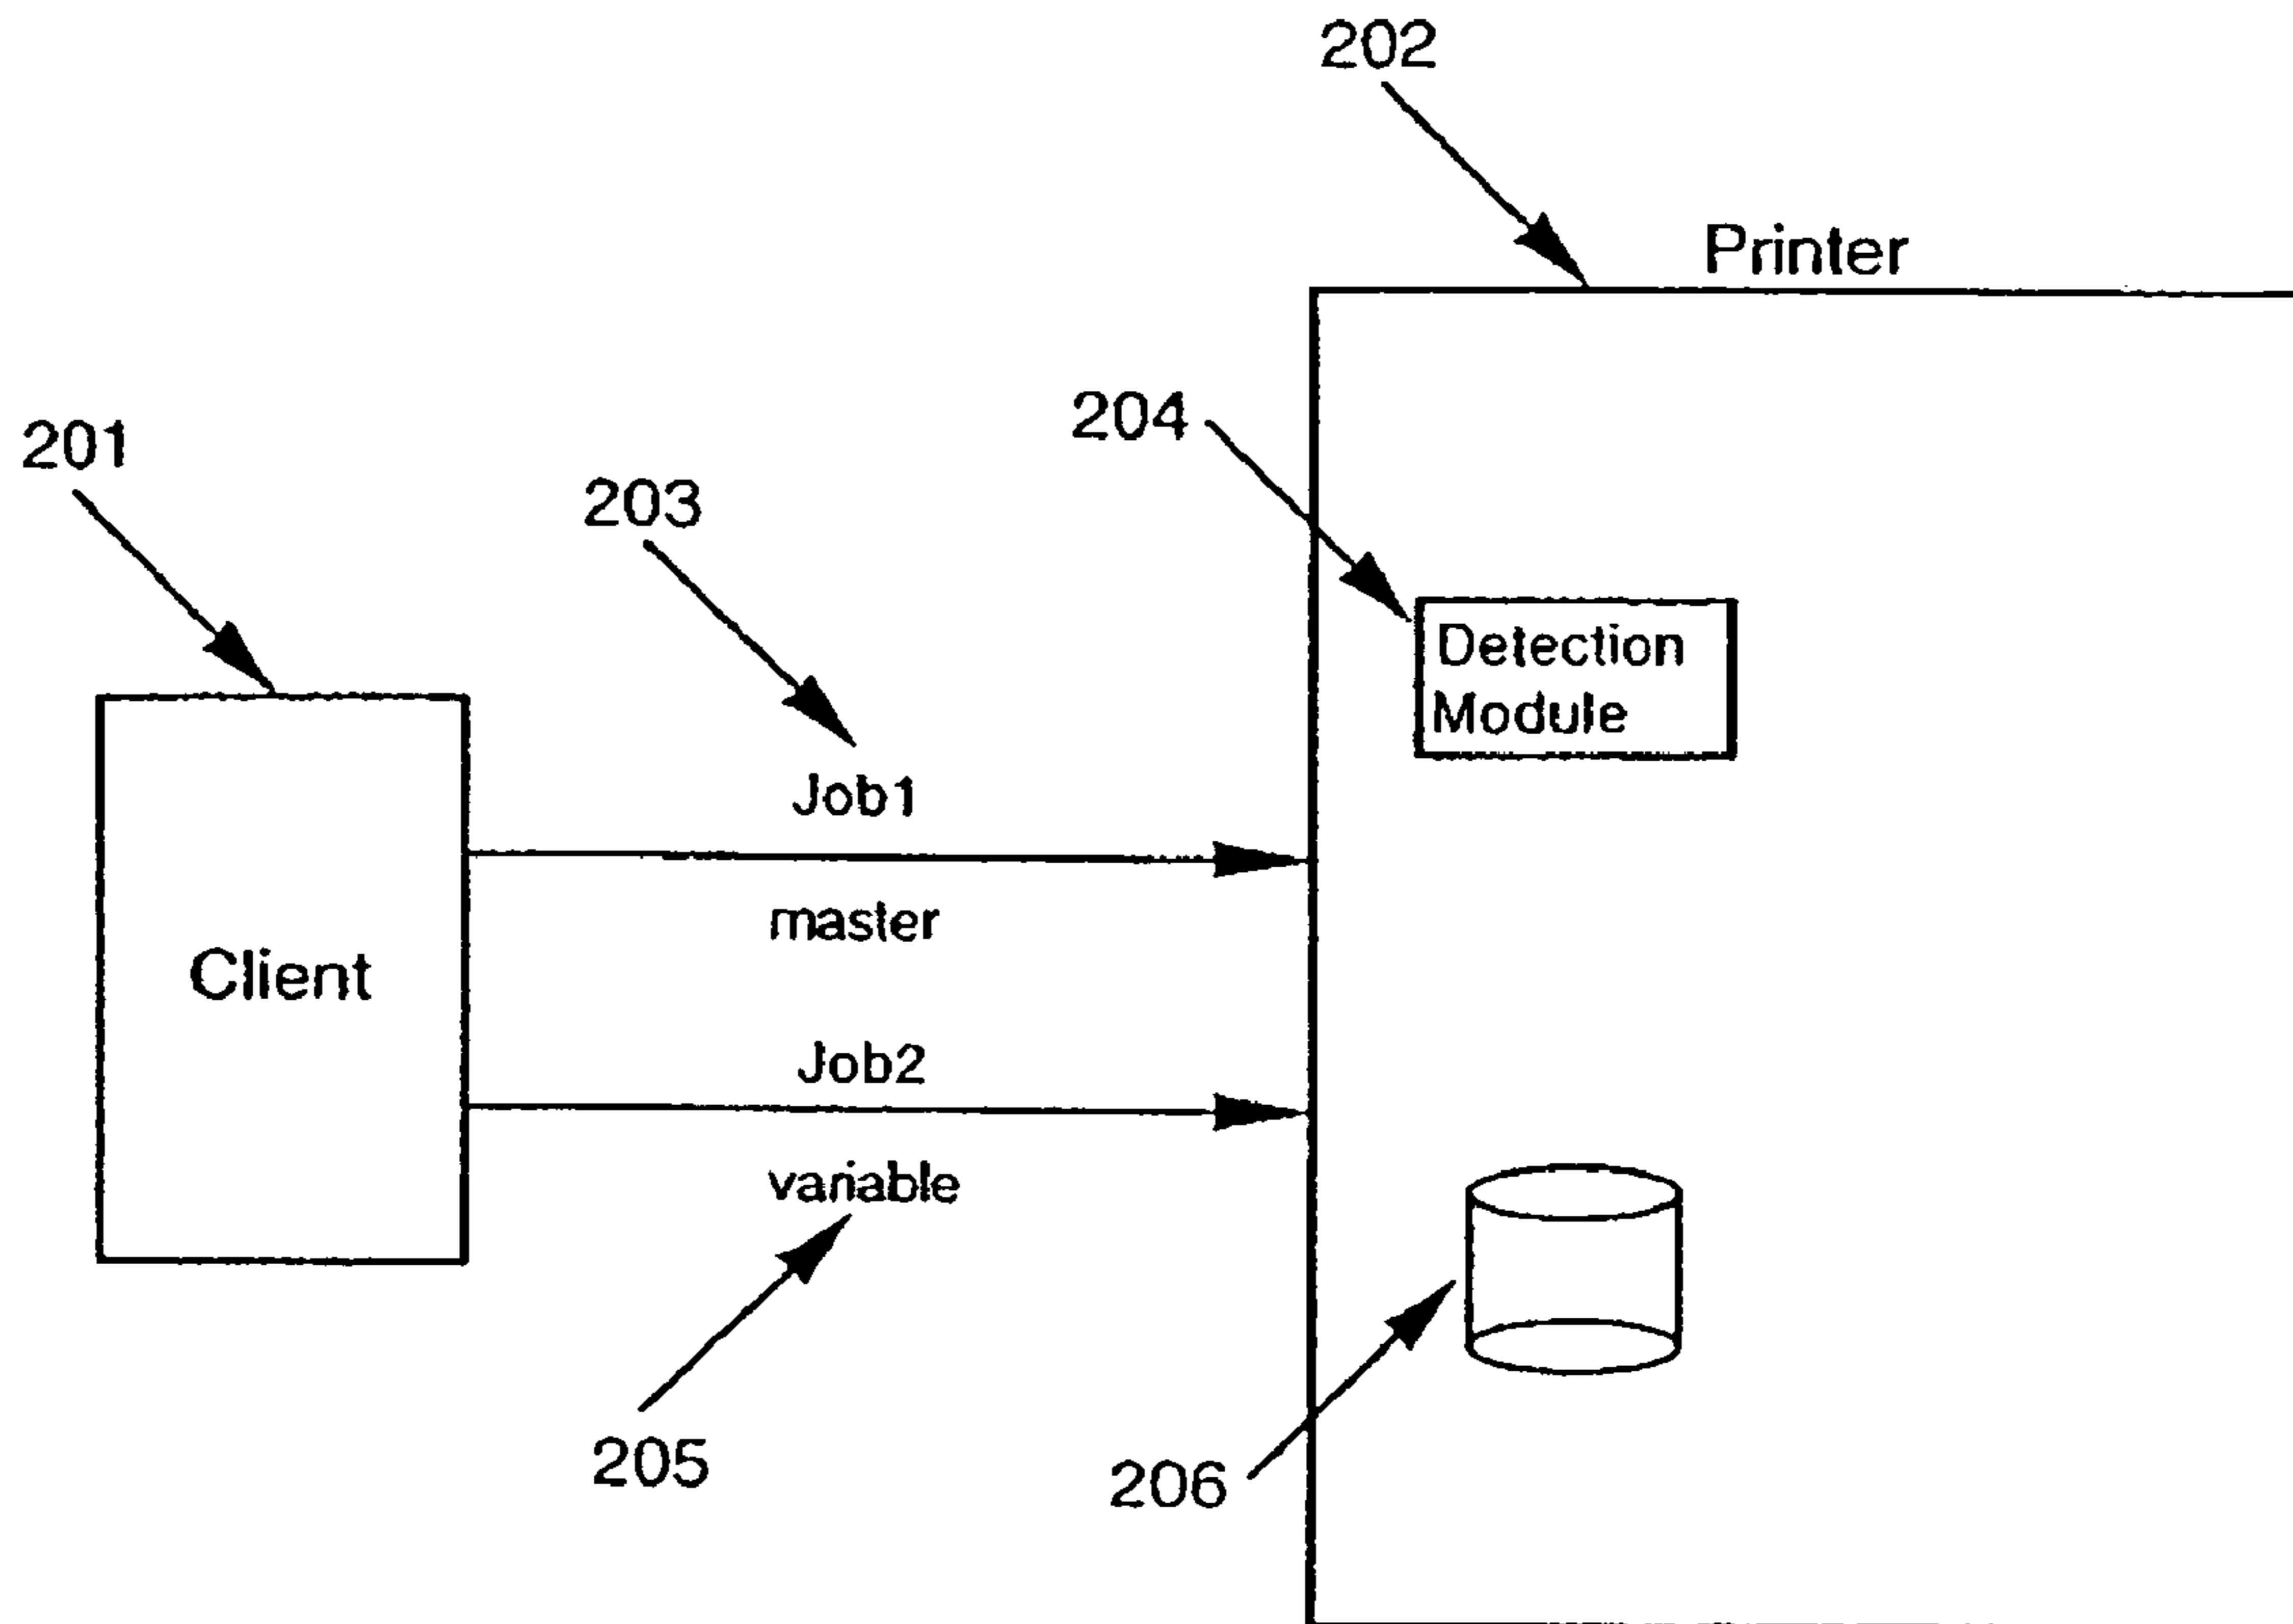 202
Printer
204
201
203
Detection
Module
Job1
master
Client
Job2
variable
205
206